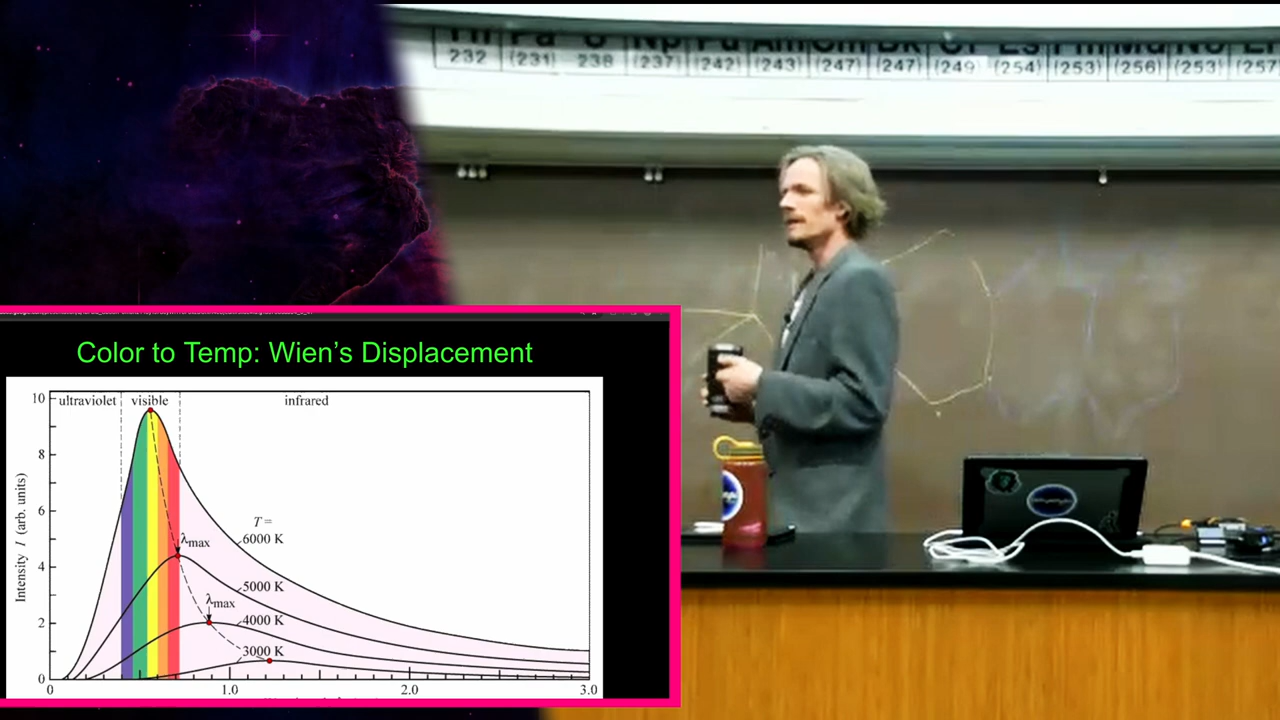 232 (231) 238 (237) (242) (243) (247) (247) (249) (254) (253) (256) (253) (257
Color to Temp: Wien's Displacement
ultraviolet visible infrared
10
8
6
4
2
0
Intensity I (arb. units)
T =
6000 K
λmax
5000 K
λmax
4000 K
3000 K
0 1.0 2.0 3.0